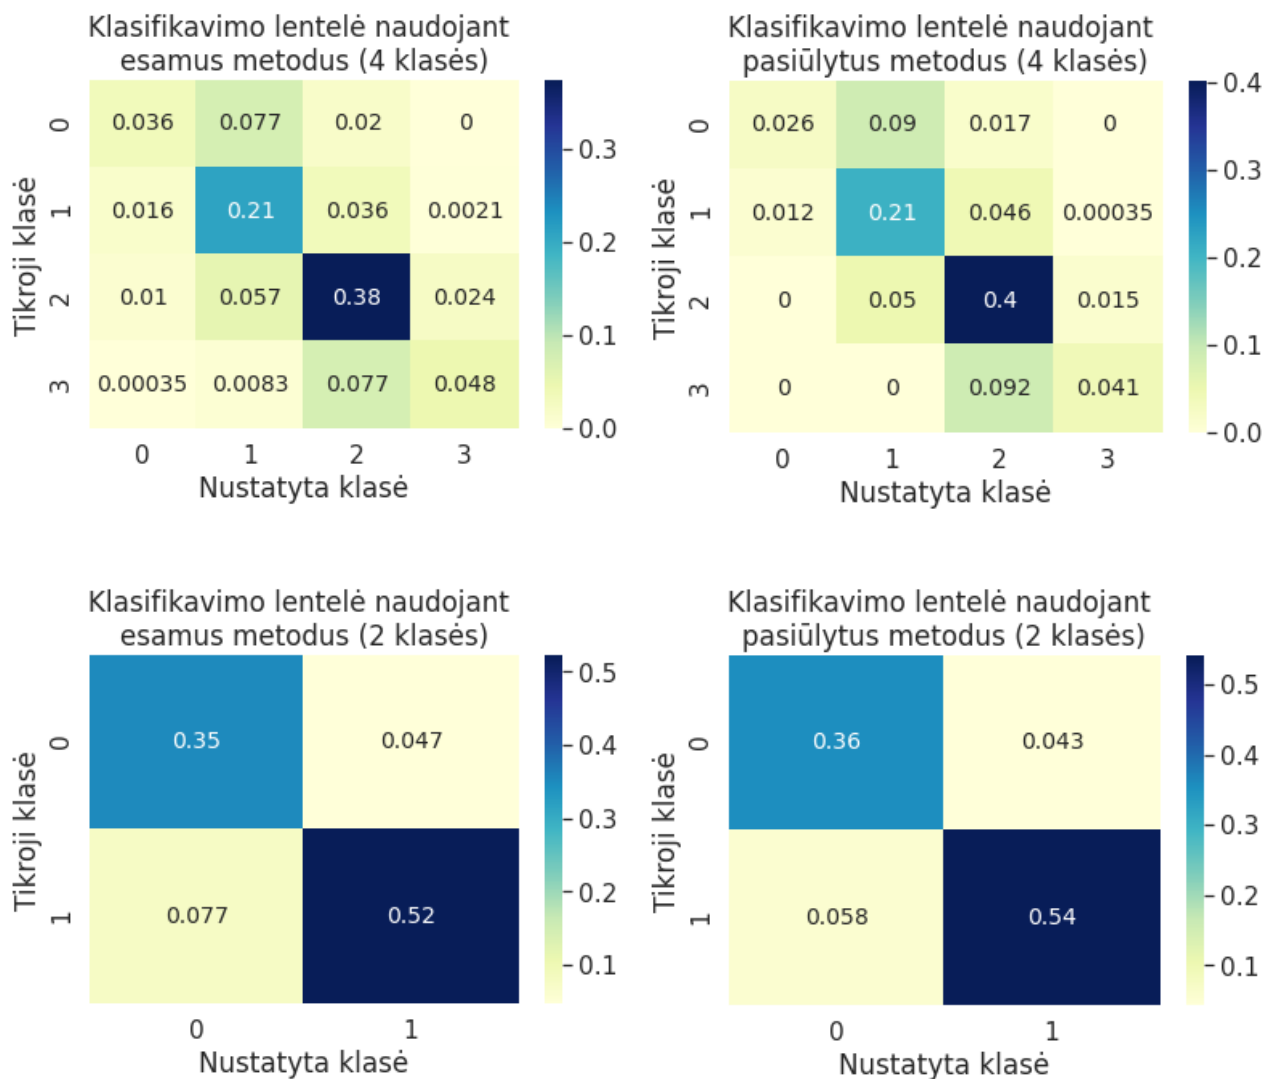 Klasifikavimo lentelė naudojant
esamus metodus (4 klasės)
Tikroji klasė
0
0.036 0.077 0.02 0
1
0.016 0.21 0.036 0.0021
2
0.01 0.057 0.38 0.024
3
0.00035 0.0083 0.077 0.048
0 1 2 3
Nustatyta klasė
0.3
0.2
0.1
0.0
Klasifikavimo lentelė naudojant
pasiūlytus metodus (4 klasės)
Tikroji klasė
0
0.026 0.09 0.017 0
1
0.012 0.21 0.046 0.00035
2
0 0.05 0.4 0.015
3
0 0 0.092 0.041
0 1 2 3
Nustatyta klasė
0.4
0.3
0.2
0.1
0.0
Klasifikavimo lentelė naudojant
esamus metodus (2 klasės)
Tikroji klasė
0
0.35 0.047
1
0.077 0.52
0 1
Nustatyta klasė
0.5
0.4
0.3
0.2
0.1
Klasifikavimo lentelė naudojant
pasiūlytus metodus (2 klasės)
Tikroji klasė
0
0.36 0.043
1
0.058 0.54
0 1
Nustatyta klasė
0.5
0.4
0.3
0.2
0.1